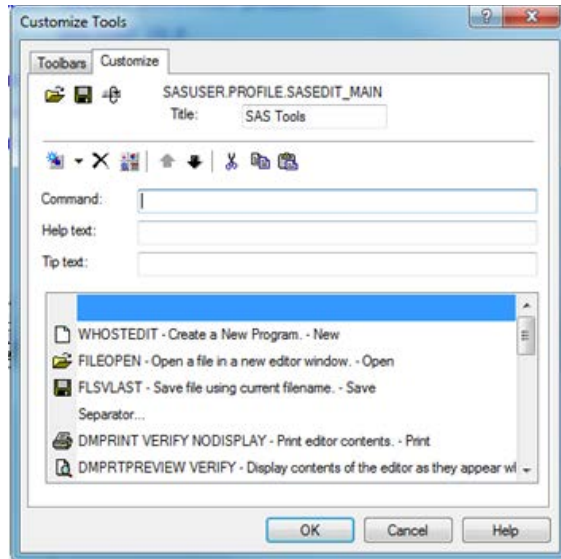 Customize Tools
Toolbars
Customize
SASUSER.PROFILE.SASEDIT_MAIN
Title:
SAS Tools
Command:
Help text:
Tip text:
WHOSTEDIT - Create a New Program. - New
FILEOPEN - Open a file in a new editor window. - Open
FLSVLAST - Save file using current filename. - Save
Separator...
DMPRINT VERIFY NODISPLAY - Print editor contents. - Print
DMPRTPREVIEW VERIFY - Display contents of the editor as they appear
OK
Cancel
Help